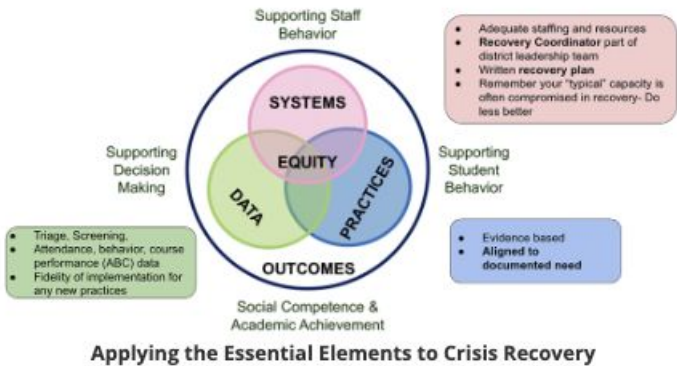 Supporting Staff
Behavior
Adequate staffing and resources
Recovery Coordinator part of
district leadership team
Written recovery plan
Remember your "typical" capacity is
often compromised in recovery- Do
less better
SYSTEMS
EQUITY
DATA
PRACTICES
OUTCOMES
Supporting
Decision
Making
Supporting
Student
Behavior
Triage, Screening,
Attendance, behavior, course
performance (ABC) data
Fidelity of implementation for
any new practices
Evidence based
Aligned to
documented need
Social Competence &
Academic Achievement
Applying the Essential Elements to Crisis Recovery